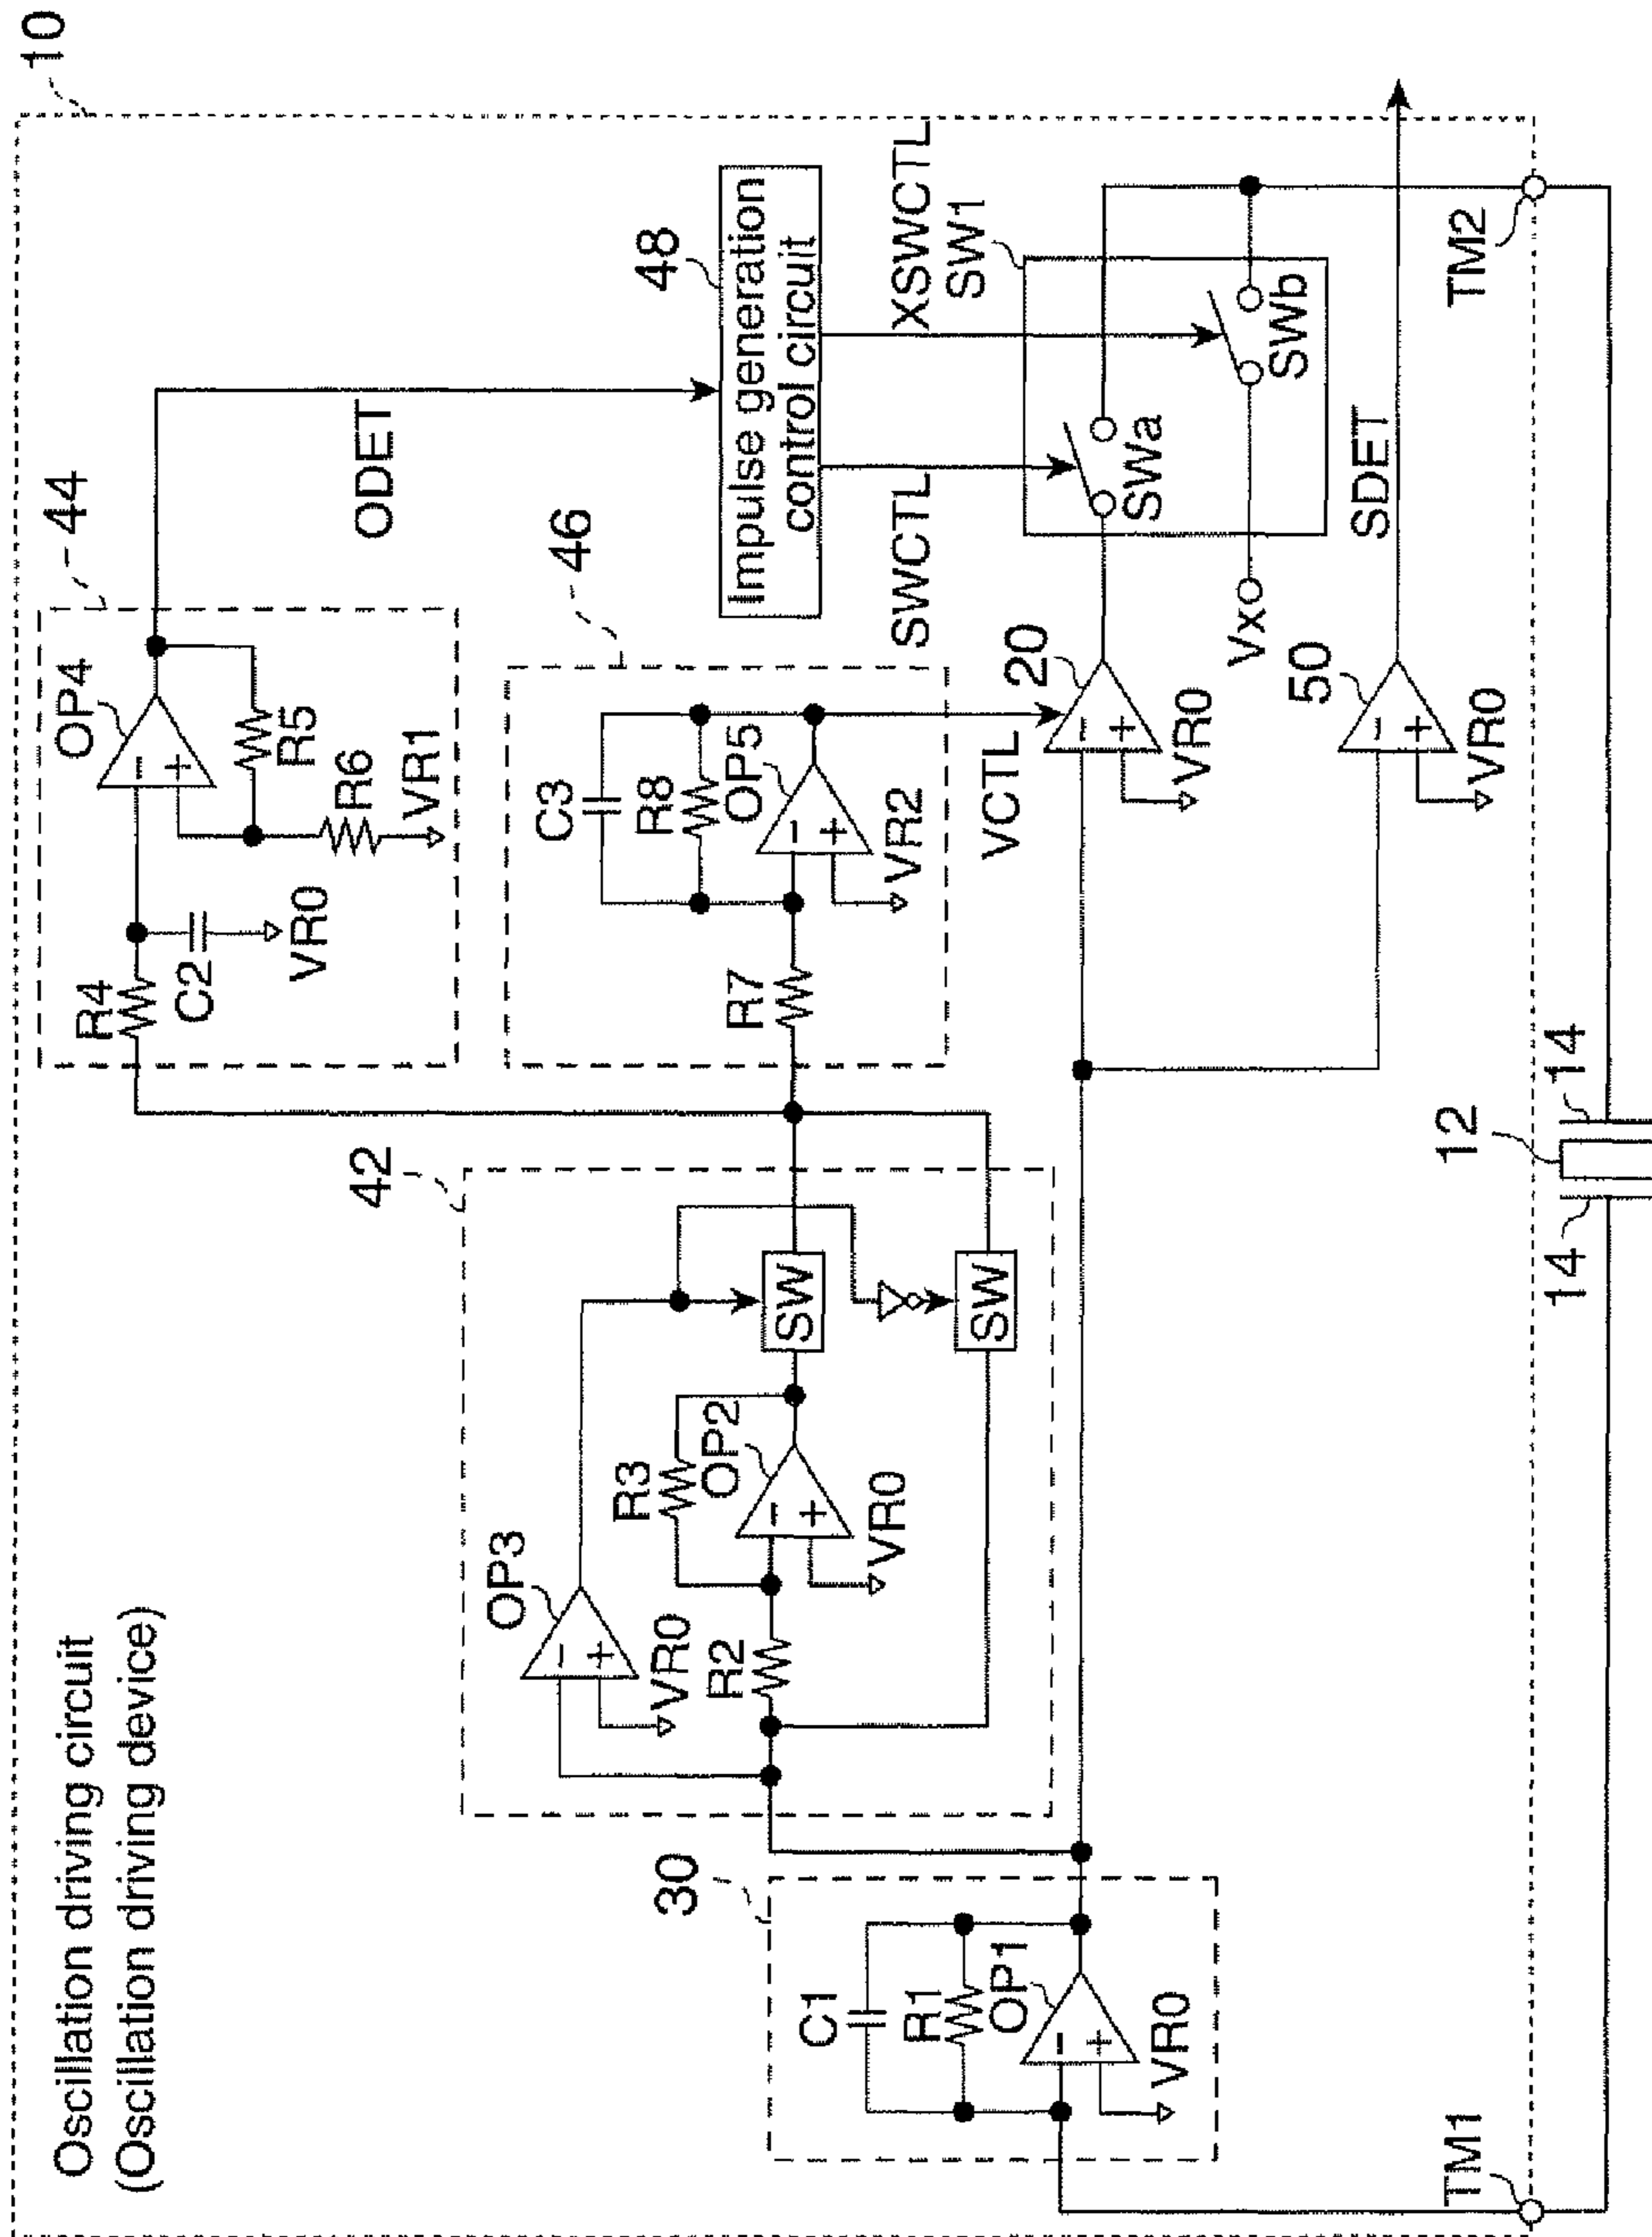 Oscillation driving circuit
(Oscillation driving device)
10
44
OP4
R4
C2
VR0
R5
R6
VR1
ODET
42
OP3
VR0
R3
OP2
R2
VR0
SW
SW
46
C3
R8
OP5
R7
VR2
VCTL
48
Impulse generation
control circuit
SWCTL
XSWCTL
SW1
SWa
SWb
Vx
30
C1
R1
OP1
VR0
20
VR0
50
VR0
SDET
TM1
TM2
14
12
14